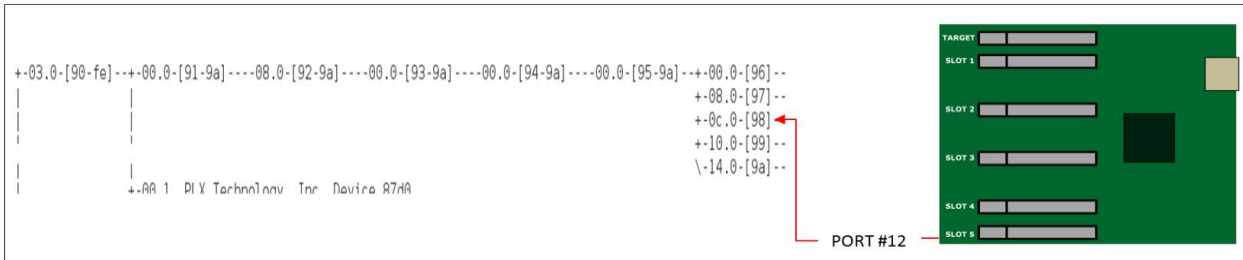 +-03.0-[90-fe]--+-00.0-[91-9a]----08.0-[92-9a]----00.0-[93-9a]----00.0-[94-9a]----00.0-[95-9a]--+-00.0-[96]--
+-08.0-[97]--
+-0c.0-[98]
+-10.0-[99]--
\-14.0-[9a]--
+-00.1 PLX Technology, Inc. Device 87d0
PORT #12
TARGET
SLOT 1
SLOT 2
SLOT 3
SLOT 4
SLOT 5